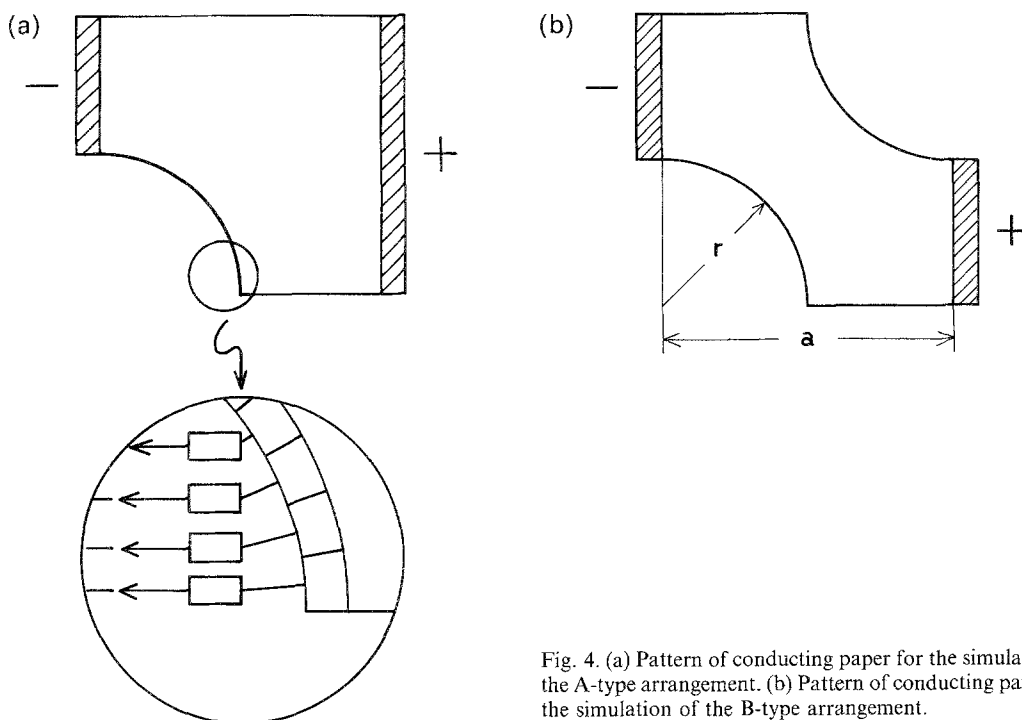 (a)
−
+
(b)
−
+
r
a
Fig. 4. (a) Pattern of conducting paper for the simula
the A-type arrangement. (b) Pattern of conducting pa
the simulation of the B-type arrangement.